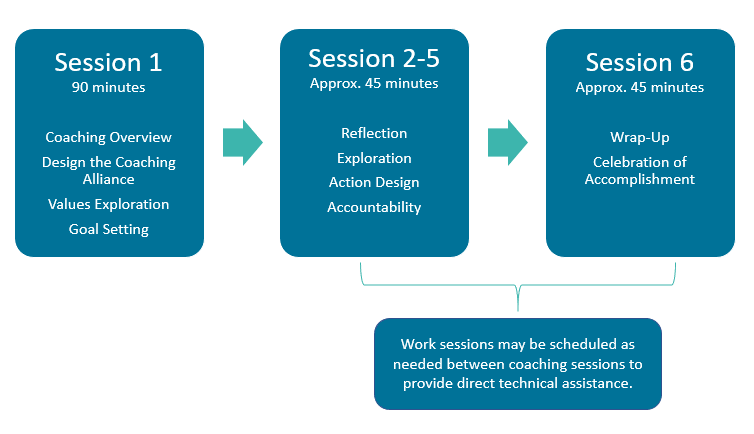 Session 1
90 minutes
Coaching Overview
Design the Coaching
Alliance
Values Exploration
Goal Setting
Session 2-5
Approx. 45 minutes
Reflection
Exploration
Action Design
Accountability
Session 6
Approx. 45 minutes
Wrap-Up
Celebration of
Accomplishment
Work sessions may be scheduled as
needed between coaching sessions to
provide direct technical assistance.